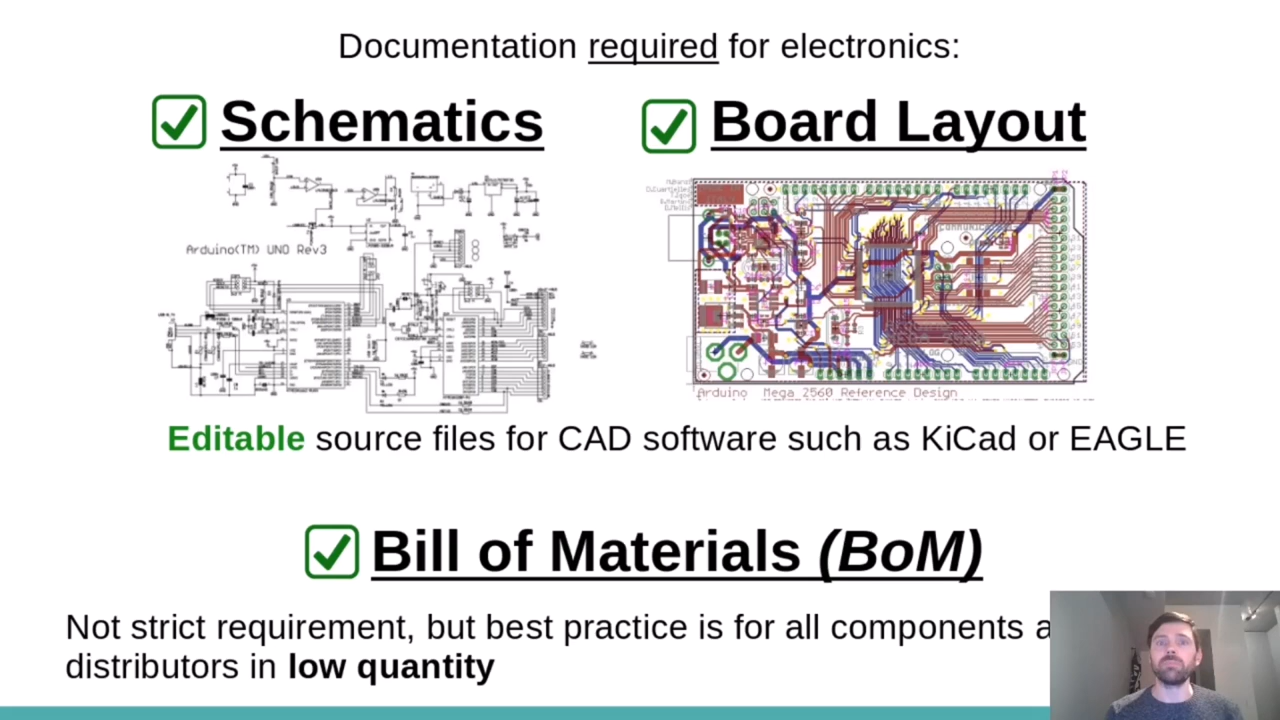 Documentation required for electronics:
Schematics
Board Layout
Arduino(TM) UNO Rev3
Arduino Mega 2560 Reference Design
Editable source files for CAD software such as KiCad or EAGLE
Bill of Materials (BoM)
Not strict requirement, but best practice is for all components
distributors in low quantity